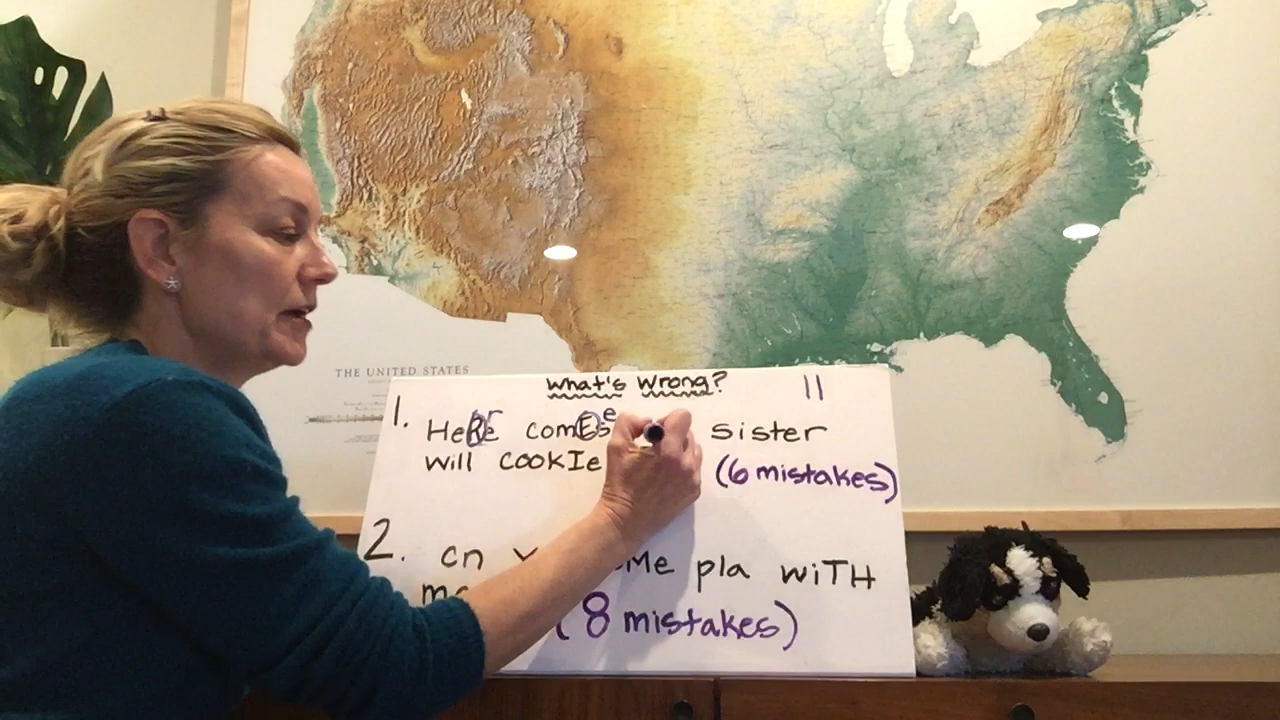 THE UNITED STATES
What's Wrong?
11
1. HeRe comEs sister
r e
will cookIe
(6 mistakes)
2. cn pla wiTH
(8 mistakes)